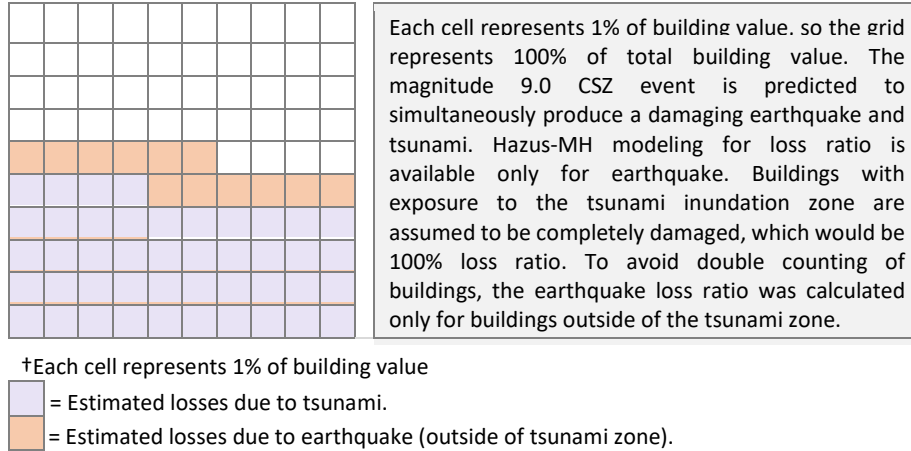 Each cell represents 1% of building value, so the grid
represents 100% of total building value. The
magnitude 9.0 CSZ event is predicted to
simultaneously produce a damaging earthquake and
tsunami. Hazus-MH modeling for loss ratio is
available only for earthquake. Buildings with
exposure to the tsunami inundation zone are
assumed to be completely damaged, which would be
100% loss ratio. To avoid double counting of
buildings, the earthquake loss ratio was calculated
only for buildings outside of the tsunami zone.
†Each cell represents 1% of building value
= Estimated losses due to tsunami.
= Estimated losses due to earthquake (outside of tsunami zone).